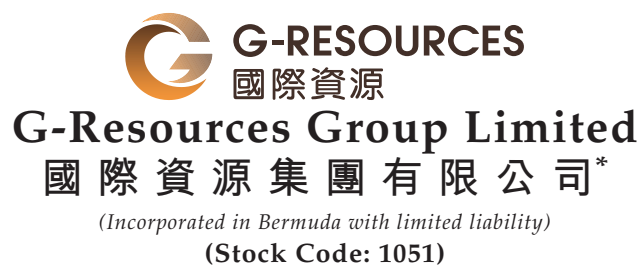 G-RESOURCES
國際資源
G-Resources Group Limited
國際資源集團有限公司*
(Incorporated in Bermuda with limited liability)
(Stock Code: 1051)